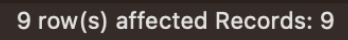 9 row(s) affected Records: 9